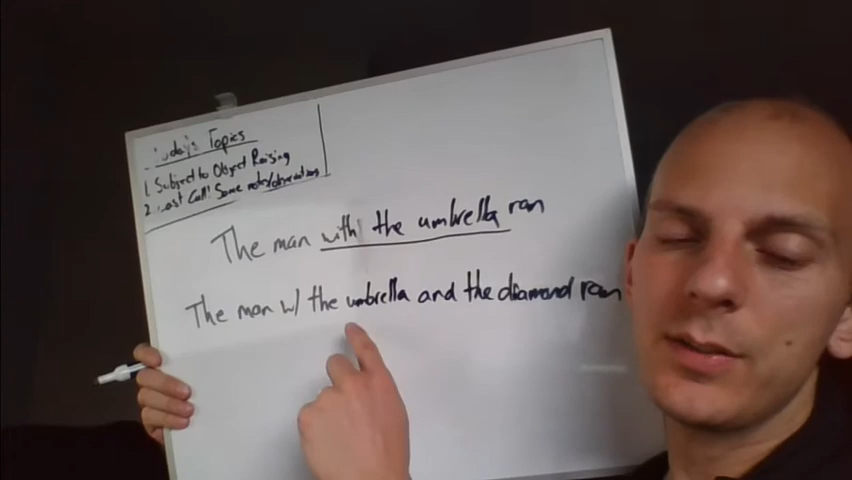 Today's Topics
1. Subject to Object Raising
2. Last Call! Some notes/observations
The man with the umbrella ran
The man w/ the umbrella and the diamond ran